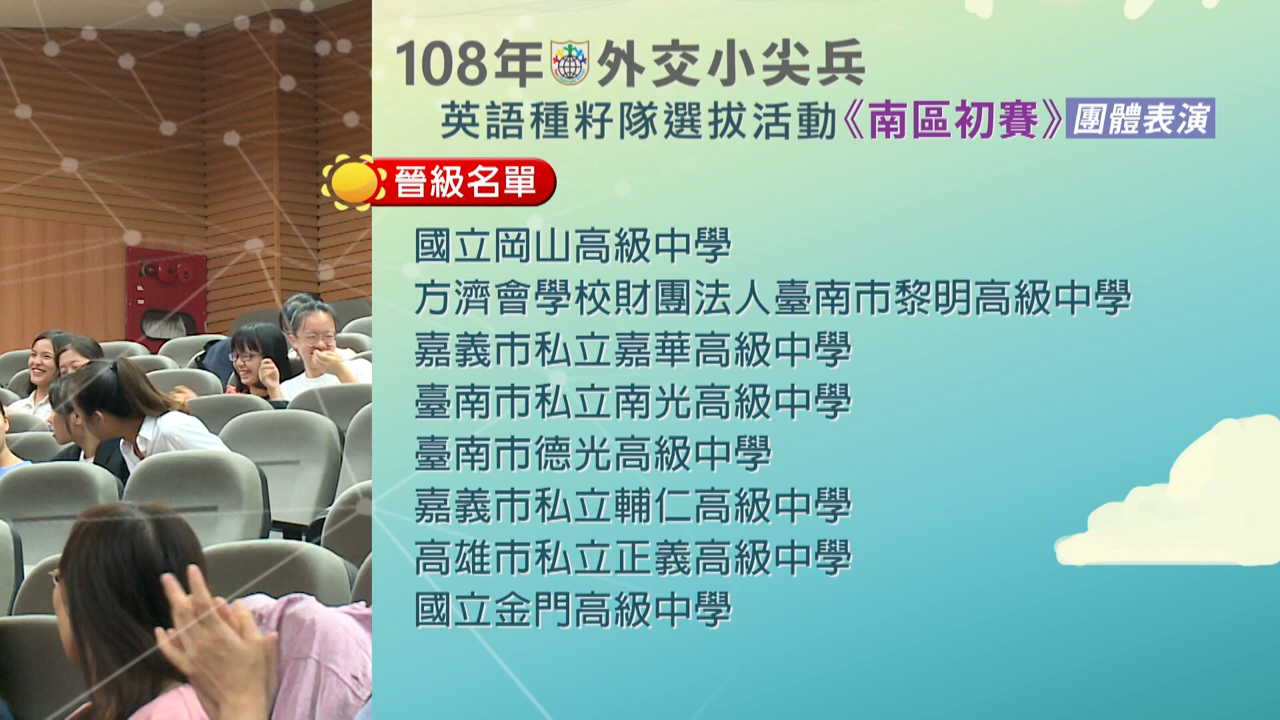 108年外交小尖兵
英語種籽隊選拔活動《南區初賽》團體表演
晉級名單
國立岡山高級中學
方濟會學校財團法人臺南市黎明高級中學
嘉義市私立嘉華高級中學
臺南市私立南光高級中學
臺南市德光高級中學
嘉義市私立輔仁高級中學
高雄市私立正義高級中學
國立金門高級中學